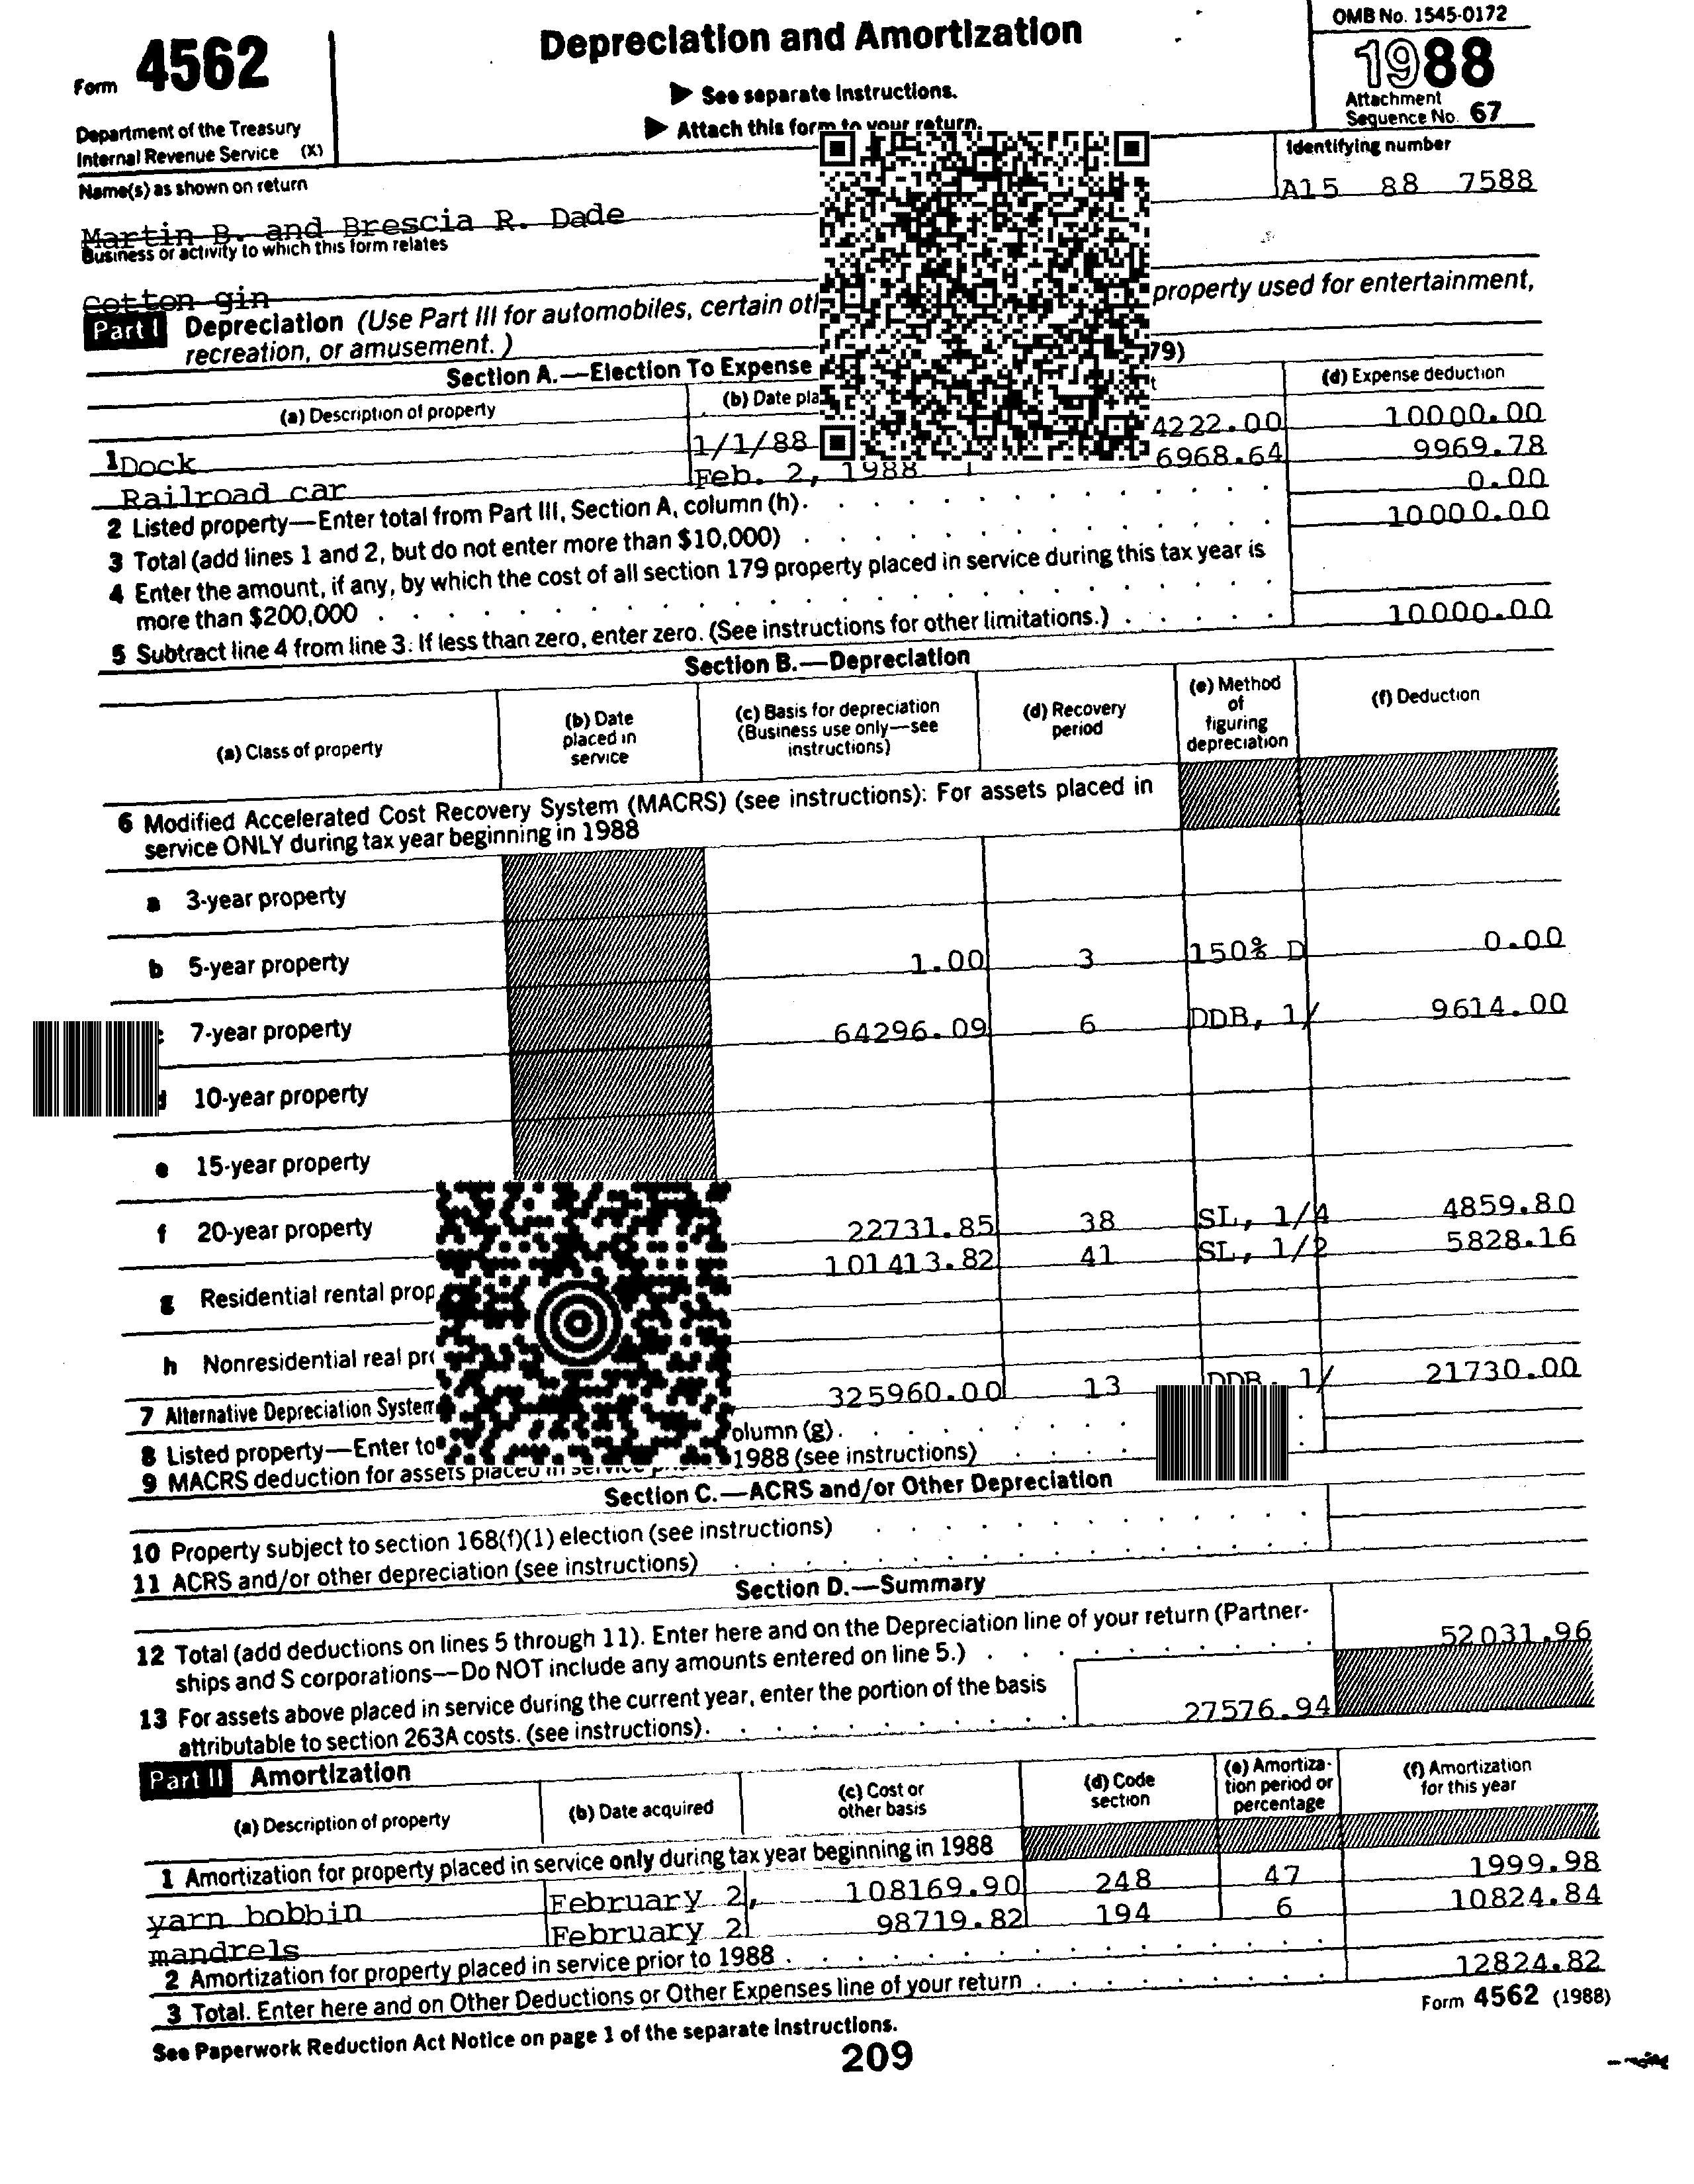 Form 4562
Depreciation and Amortization
OMB No. 1545-0172
1988
► See separate Instructions.
► Attach this form to your return.
Attachment
Sequence No. 67
Department of the Treasury
Internal Revenue Service (X)
Name(s) as shown on return
Identifying number
Martin B. and Brescia R. Dade
A15 88 7588
Business or activity to which this form relates
Cotton gin
Part I Depreciation (Use Part III for automobiles, certain property used for entertainment,
recreation, or amusement.)
Section A.—Election To Expense 79)
(a) Description of property
(b) Date
(d) Expense deduction
1 Dock 1/1/88 4222.00 10000.00
Railroad car Feb. 2, 1988 6968.64 9969.78
2 Listed property—Enter total from Part III, Section A, column (h). 0.00
3 Total (add lines 1 and 2, but do not enter more than $10,000) 10000.00
4 Enter the amount, if any, by which the cost of all section 179 property placed in service during this tax year is
more than $200,000
5 Subtract line 4 from line 3. If less than zero, enter zero. (See instructions for other limitations.) 10000.00
Section B.—Depreciation
(a) Class of property
(b) Date
placed in
service
(c) Basis for depreciation
(Business use only—see
instructions)
(d) Recovery
period
(e) Method
of
figuring
depreciation
(f) Deduction
6 Modified Accelerated Cost Recovery System (MACRS) (see instructions): For assets placed in
service ONLY during tax year beginning in 1988
a 3-year property
b 5-year property 1.00 3 150% D 0.00
7-year property 64296.09 6 DDB, 1/ 9614.00
10-year property
e 15-year property
f 20-year property 22731.85 38 SL, 1/4 4859.80
101413.82 41 SL, 1/2 5828.16
g Residential rental
h Nonresidential real
7 Alternative Depreciation System 325960.00 13 DDB, 1/ 21730.00
8 Listed property—Enter (g).
9 MACRS deduction for assets placed in service 1988 (see instructions)
Section C.—ACRS and/or Other Depreciation
10 Property subject to section 168(f)(1) election (see instructions)
11 ACRS and/or other depreciation (see instructions)
Section D.—Summary
12 Total (add deductions on lines 5 through 11). Enter here and on the Depreciation line of your return (Partner-
ships and S corporations—Do NOT include any amounts entered on line 5.) 52031.96
13 For assets above placed in service during the current year, enter the portion of the basis
attributable to section 263A costs. (see instructions). 27576.94
Part II Amortization
(a) Description of property
(b) Date acquired
(c) Cost or
other basis
(d) Code
section
(e) Amortiza-
tion period or
percentage
(f) Amortization
for this year
1 Amortization for property placed in service only during tax year beginning in 1988
yarn bobbin February 2, 108169.90 248 47 1999.98
mandrels February 2 98719.82 194 6 10824.84
2 Amortization for property placed in service prior to 1988
3 Total. Enter here and on Other Deductions or Other Expenses line of your return 12824.82
See Paperwork Reduction Act Notice on page 1 of the separate Instructions.
Form 4562 (1988)
209